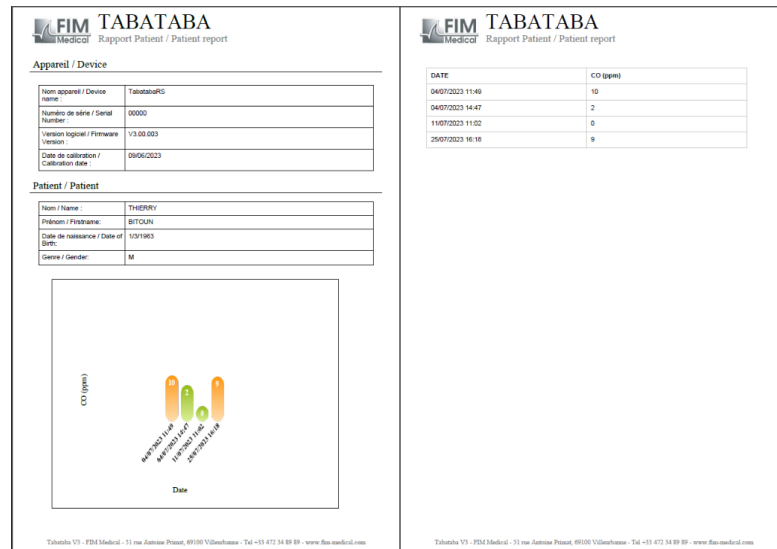 FIM
Medical
TABATABA
Rapport Patient / Patient report
Appareil / Device
Nom appareil / Device name :
TabatabaRS
Numéro de série / Serial Number :
00000
Version logiciel / Firmware Version :
V3.00.003
Date de calibration / Calibration date :
09/06/2023
Patient / Patient
Nom / Name :
THIERRY
Prénom / Firstname:
BITOUN
Date de naissance / Date of Birth:
1/3/1963
Genre / Gender:
M
CO (ppm)
10
2
0
9
04/07/2023 11:49
04/07/2023 14:47
11/07/2023 11:02
25/07/2023 16:18
Date
Tabataba V3 - FIM Medical - 51 rue Antoine Primat, 69100 Villeurbanne - Tel +33 472 34 89 89 - www.fim-medical.com
FIM
Medical
TABATABA
Rapport Patient / Patient report
DATE CO (ppm)
04/07/2023 11:49 10
04/07/2023 14:47 2
11/07/2023 11:02 0
25/07/2023 16:18 9
Tabataba V3 - FIM Medical - 51 rue Antoine Primat, 69100 Villeurbanne - Tel +33 472 34 89 89 - www.fim-medical.com